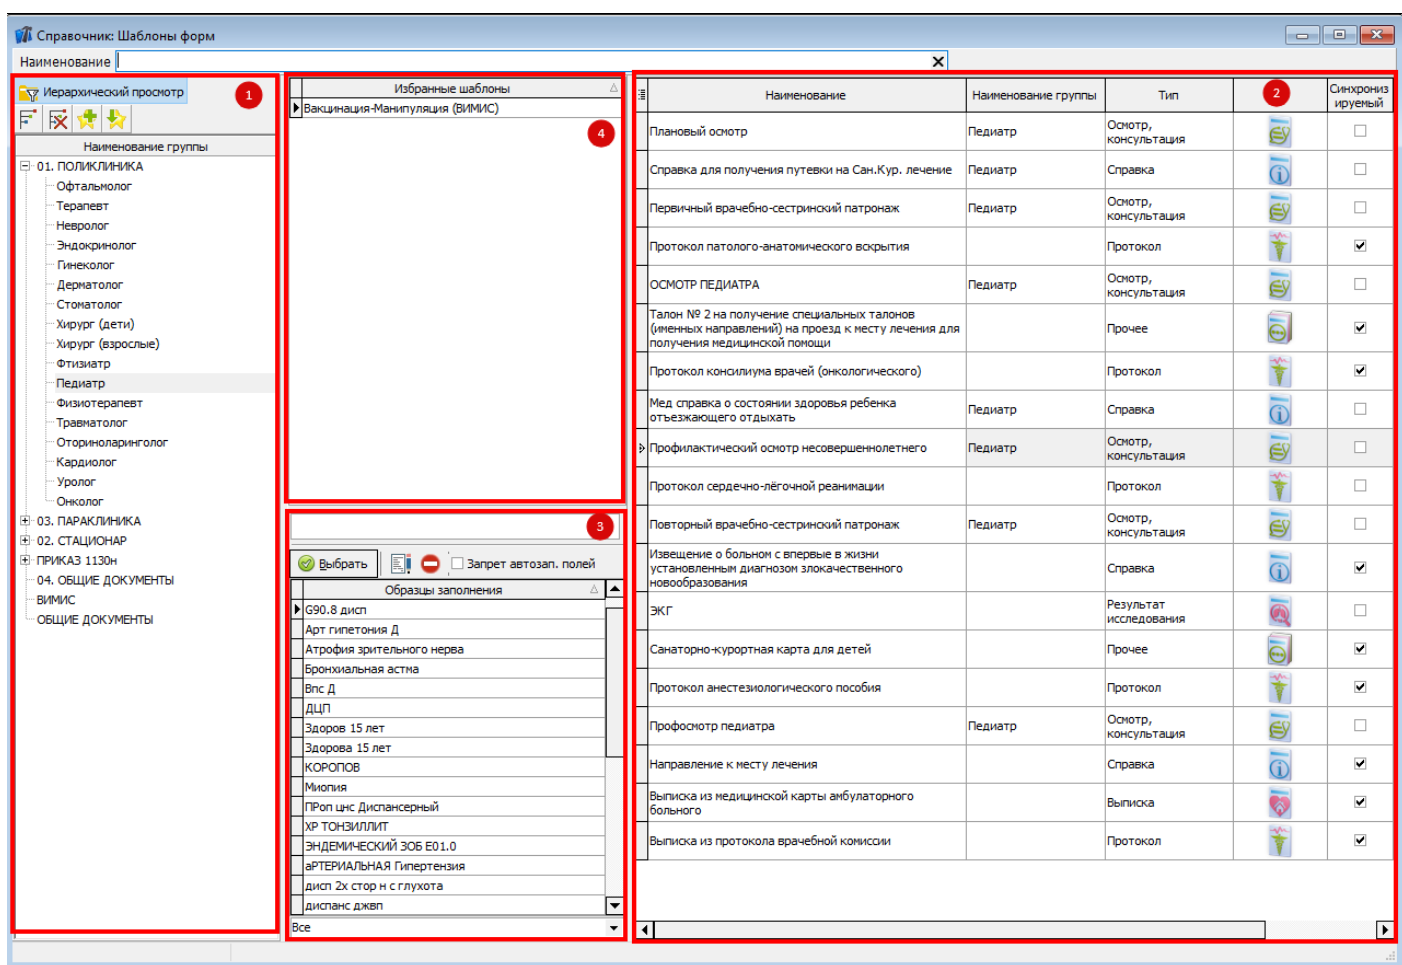 Справочник: Шаблоны форм
Наименование
Иерархический просмотр
1
Наименование группы
01. ПОЛИКЛИНИКА
Офтальмолог
Терапевт
Невролог
Эндокринолог
Гинеколог
Дерматолог
Стоматолог
Хирург (дети)
Хирург (взрослые)
Фтизиатр
Педиатр
Физиотерапевт
Травматолог
Оториноларинголог
Кардиолог
Уролог
Онколог
03. ПАРАКЛИНИКА
02. СТАЦИОНАР
ПРИКАЗ 1130н
04. ОБЩИЕ ДОКУМЕНТЫ
ВИМИС
ОБЩИЕ ДОКУМЕНТЫ
Избранные шаблоны
Вакцинация-Манипуляция (ВИМИС)
4
3
Выбрать
Запрет автозап. полей
Образцы заполнения
G90.8 дисп
Арт гипетония Д
Атрофия зрительного нерва
Бронхиальная астма
Впс Д
ДЦП
Здоров 15 лет
Здорова 15 лет
КОРОПОВ
Миопия
ПРоп цнс Диспансерный
ХР ТОНЗИЛЛИТ
ЭНДЕМИЧЕСКИЙ ЗОБ E01.0
аРТЕРИАЛЬНАЯ Гипертензия
дисп 2х стор н с глухота
диспанс джвп
Все
Наименование
Наименование группы
Тип
2
Синхрониз
ируемый
Плановый осмотр
Педиатр
Осмотр,
консультация
Справка для получения путевки на Сан.Кур. лечение
Педиатр
Справка
Первичный врачебно-сестринский патронаж
Педиатр
Осмотр,
консультация
Протокол патолого-анатомического вскрытия
Протокол
ОСМОТР ПЕДИАТРА
Педиатр
Осмотр,
консультация
Талон № 2 на получение специальных талонов
(именных направлений) на проезд к месту лечения для
получения медицинской помощи
Прочее
Протокол консилиума врачей (онкологического)
Протокол
Мед справка о состоянии здоровья ребенка
отъезжающего отдыхать
Педиатр
Справка
Профилактический осмотр несовершеннолетнего
Педиатр
Осмотр,
консультация
Протокол сердечно-лёгочной реанимации
Протокол
Повторный врачебно-сестринский патронаж
Педиатр
Осмотр,
консультация
Извещение о больном с впервые в жизни
установленным диагнозом злокачественного
новообразования
Справка
ЭКГ
Результат
исследования
Санаторно-курортная карта для детей
Прочее
Протокол анестезиологического пособия
Протокол
Профосмотр педиатра
Педиатр
Осмотр,
консультация
Направление к месту лечения
Справка
Выписка из медицинской карты амбулаторного
больного
Выписка
Выписка из протокола врачебной комиссии
Протокол